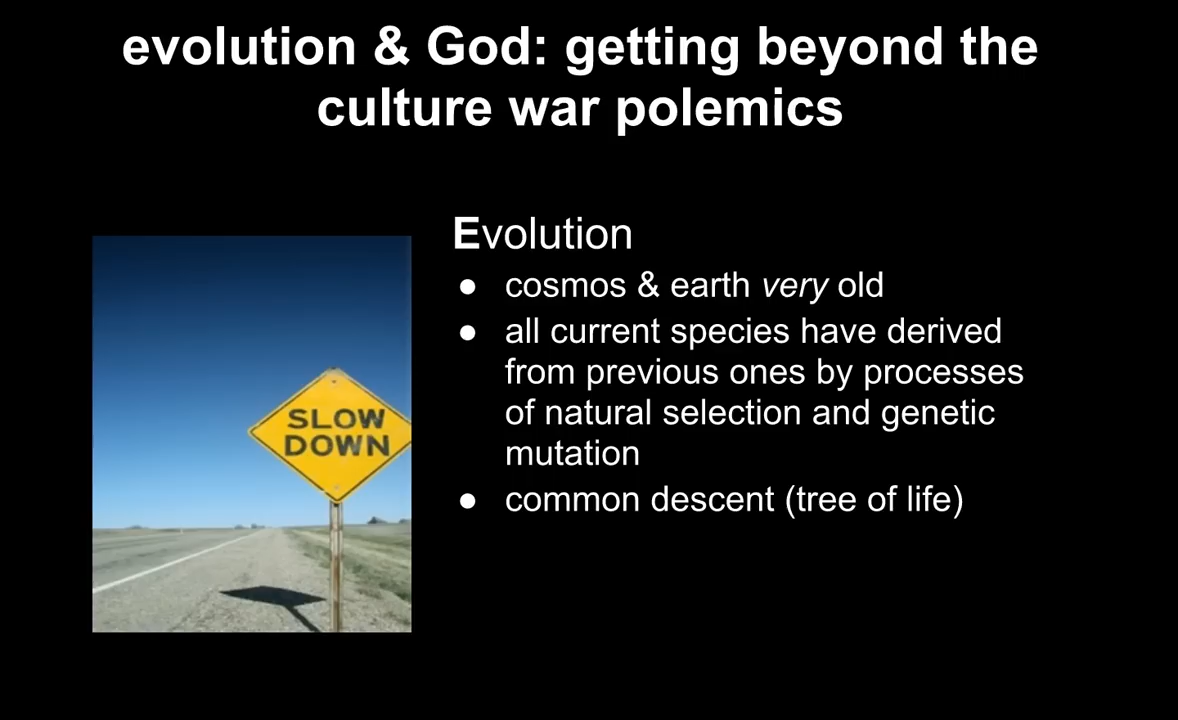 evolution & God: getting beyond the
culture war polemics
SLOW
DOWN
Evolution
● cosmos & earth very old
● all current species have derived
from previous ones by processes
of natural selection and genetic
mutation
● common descent (tree of life)